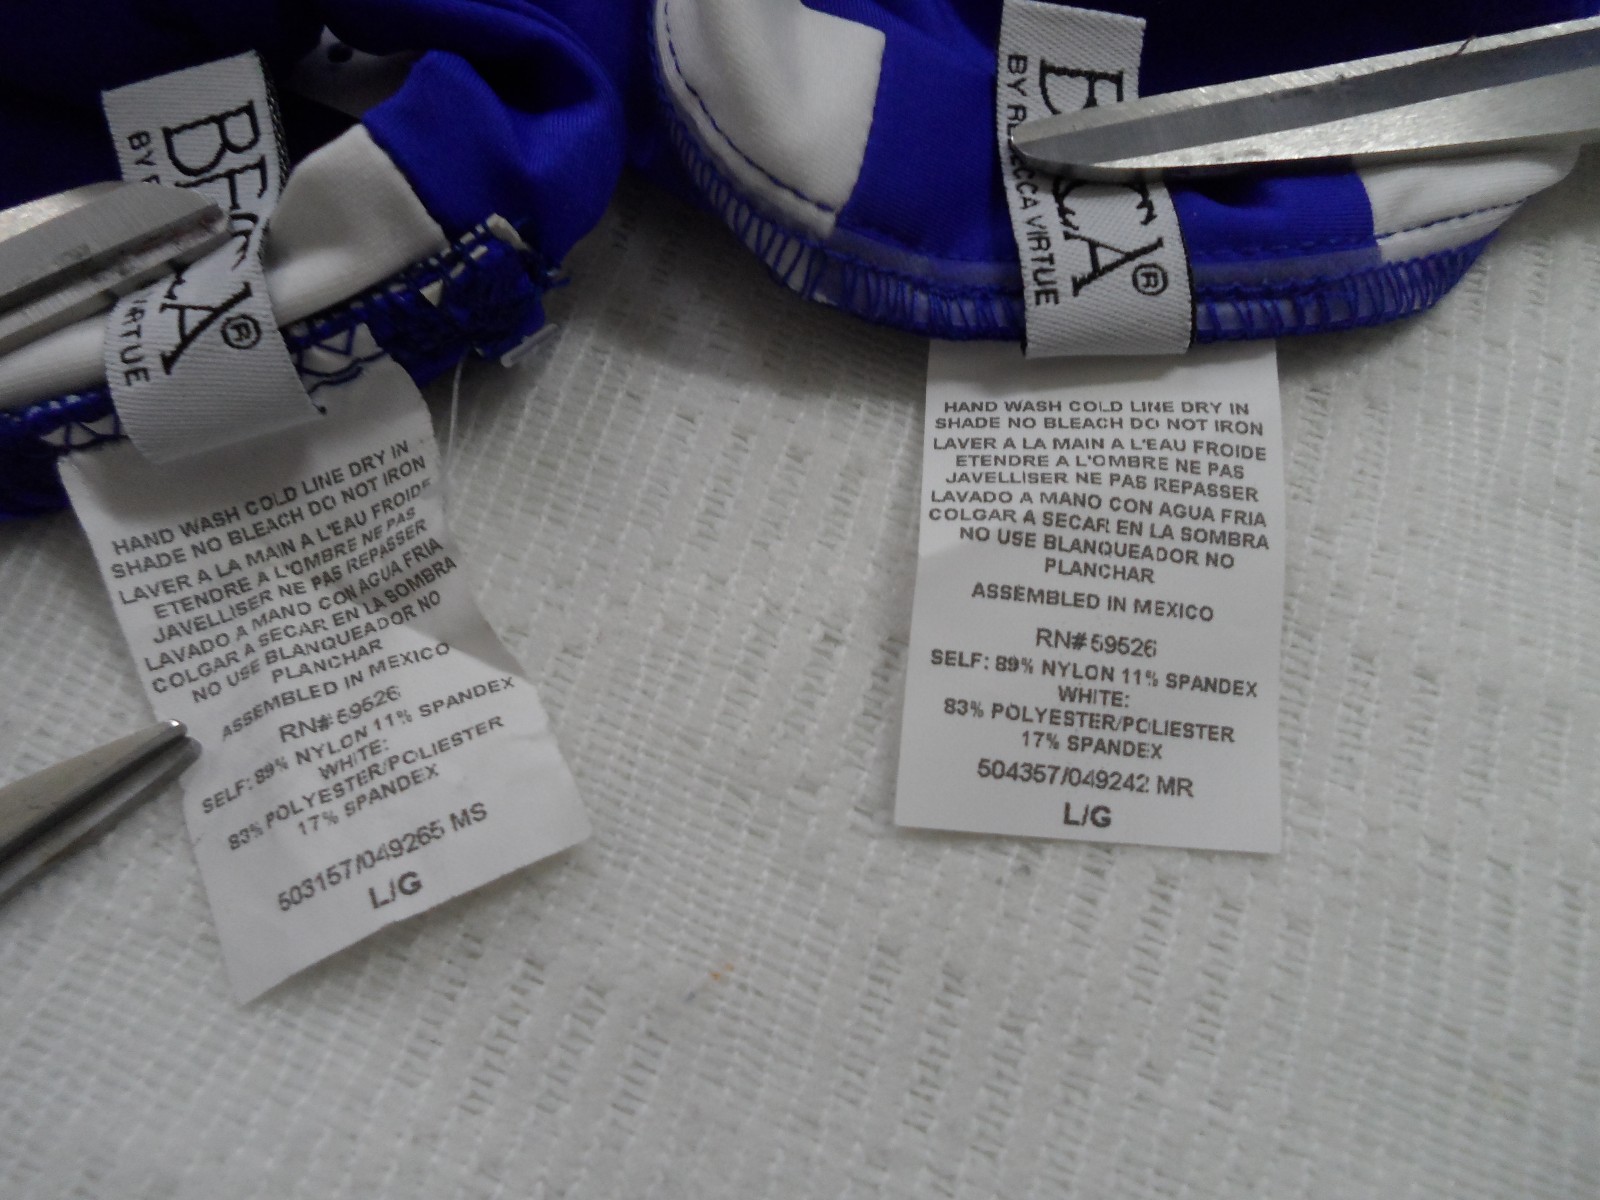 BECCA®
BY REBECCA VIRTUE
HAND WASH COLD LINE DRY IN
SHADE NO BLEACH DO NOT IRON
LAVER A LA MAIN A L'EAU FROIDE
ETENDRE A L'OMBRE NE PAS
JAVELLISER NE PAS REPASSER
LAVADO A MANO CON AGUA FRIA
COLGAR A SECAR EN LA SOMBRA
NO USE BLANQUEADOR NO
PLANCHAR
ASSEMBLED IN MEXICO
RN#59526
SELF: 89% NYLON 11% SPANDEX
WHITE:
83% POLYESTER/POLIESTER
17% SPANDEX
503157/049265 MS
L/G
BECCA®
BY REBECCA VIRTUE
HAND WASH COLD LINE DRY IN
SHADE NO BLEACH DO NOT IRON
LAVER A LA MAIN A L'EAU FROIDE
ETENDRE A L'OMBRE NE PAS
JAVELLISER NE PAS REPASSER
LAVADO A MANO CON AGUA FRIA
COLGAR A SECAR EN LA SOMBRA
NO USE BLANQUEADOR NO
PLANCHAR
ASSEMBLED IN MEXICO
RN#59526
SELF: 89% NYLON 11% SPANDEX
WHITE:
83% POLYESTER/POLIESTER
17% SPANDEX
504357/049242 MR
L/G